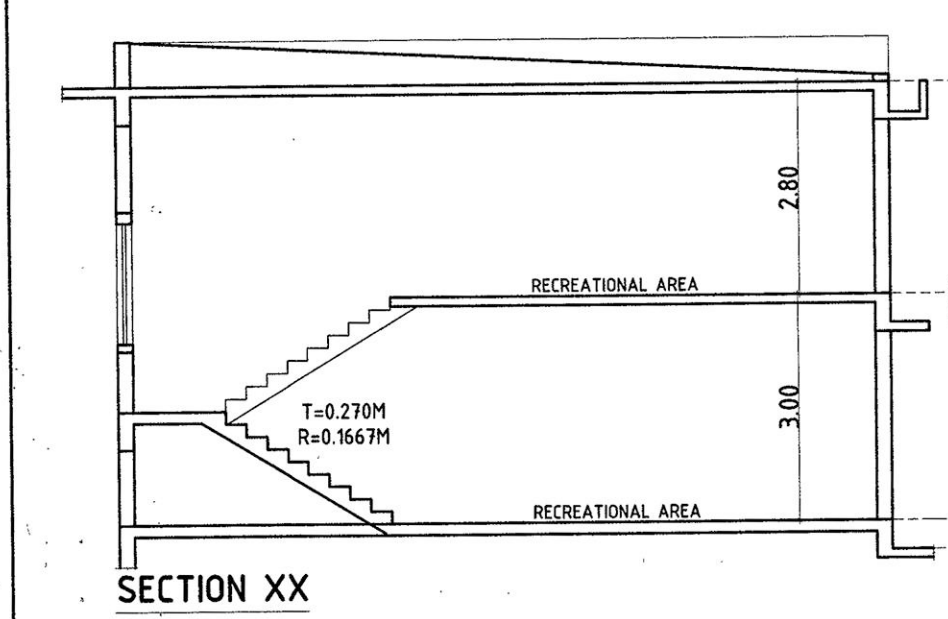 2.80
RECREATIONAL AREA
T=0.270M
R=0.1667M
3.00
RECREATIONAL AREA
SECTION XX